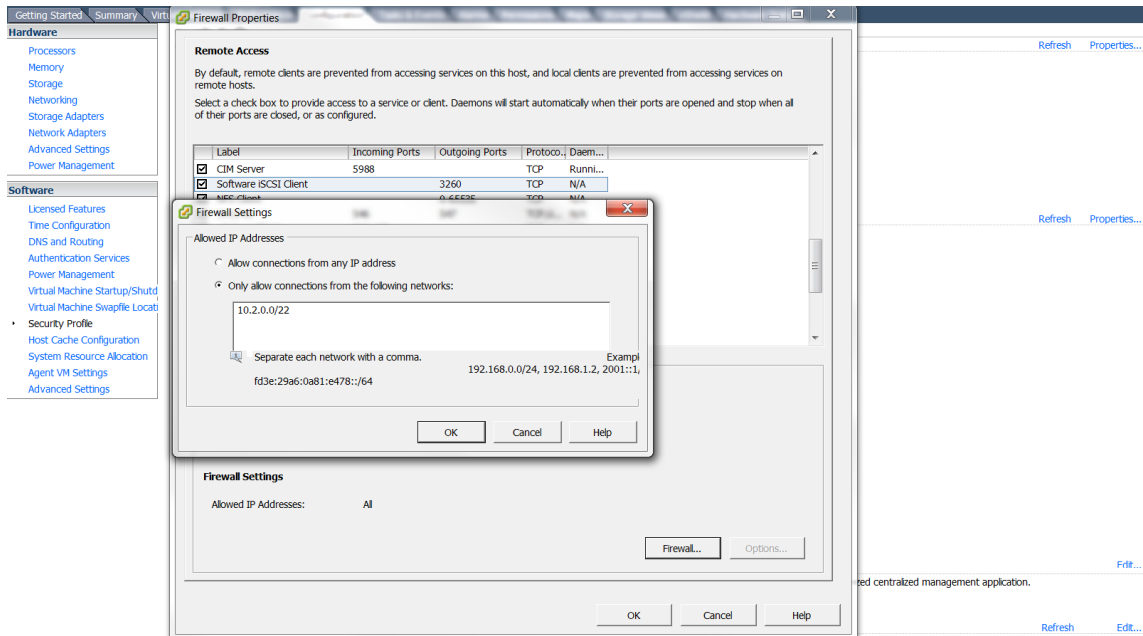 Getting Started Summary Virtu
Firewall Properties
Hardware
Processors
Memory
Storage
Networking
Storage Adapters
Network Adapters
Advanced Settings
Power Management
Software
Licensed Features
Time Configuration
DNS and Routing
Authentication Services
Power Management
Virtual Machine Startup/Shutd
Virtual Machine Swapfile Locati
Security Profile
Host Cache Configuration
System Resource Allocation
Agent VM Settings
Advanced Settings
Remote Access
By default, remote clients are prevented from accessing services on this host, and local clients are prevented from accessing services on
remote hosts.
Select a check box to provide access to a service or client. Daemons will start automatically when their ports are opened and stop when all
of their ports are closed, or as configured.
Label Incoming Ports Outgoing Ports Protoco... Daem...
CIM Server 5988 TCP Runni...
Software iSCSI Client 3260 TCP N/A
NFS Client 0-65535 TCP N/A
Firewall Settings
Allowed IP Addresses
Allow connections from any IP address
Only allow connections from the following networks:
10.2.0.0/22
Separate each network with a comma. Exampl
192.168.0.0/24, 192.168.1.2, 2001::1/
fd3e:29a6:0a81:e478::/64
OK Cancel Help
Firewall Settings
Allowed IP Addresses: All
Firewall... Options...
OK Cancel Help
Refresh Properties...
Refresh Properties...
Edit...
zed centralized management application.
Refresh Edit...